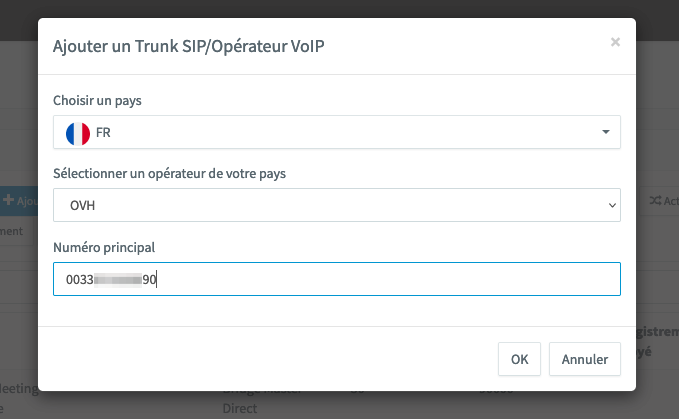 Ajouter un Trunk SIP/Opérateur VoIP
×
Choisir un pays
FR
Sélectionner un opérateur de votre pays
OVH
Numéro principal
0033 90
OK
Annuler
Direct